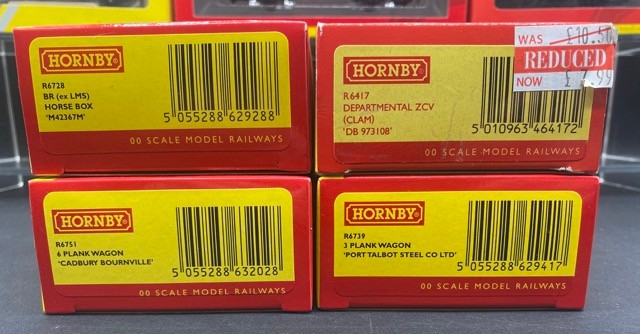 HORNBY®
R6728
BR (ex LMS)
HORSE BOX
'M42367M'
5 055288 629288
00 SCALE MODEL RAILWAYS
HORNBY®
R6417
DEPARTMENTAL ZCV
(CLAM)
'DB 973108'
5 010963 464172
00 SCALE MODEL RAILWAYS
WAS £10.50
REDUCED
NOW £
HORNBY®
R6751
6 PLANK WAGON
'CADBURY BOURNVILLE'
5 055288 632028
00 SCALE MODEL RAILWAYS
HORNBY®
R6739
3 PLANK WAGON
'PORT TALBOT STEEL CO LTD'
5 055288 629417
00 SCALE MODEL RAILWAYS